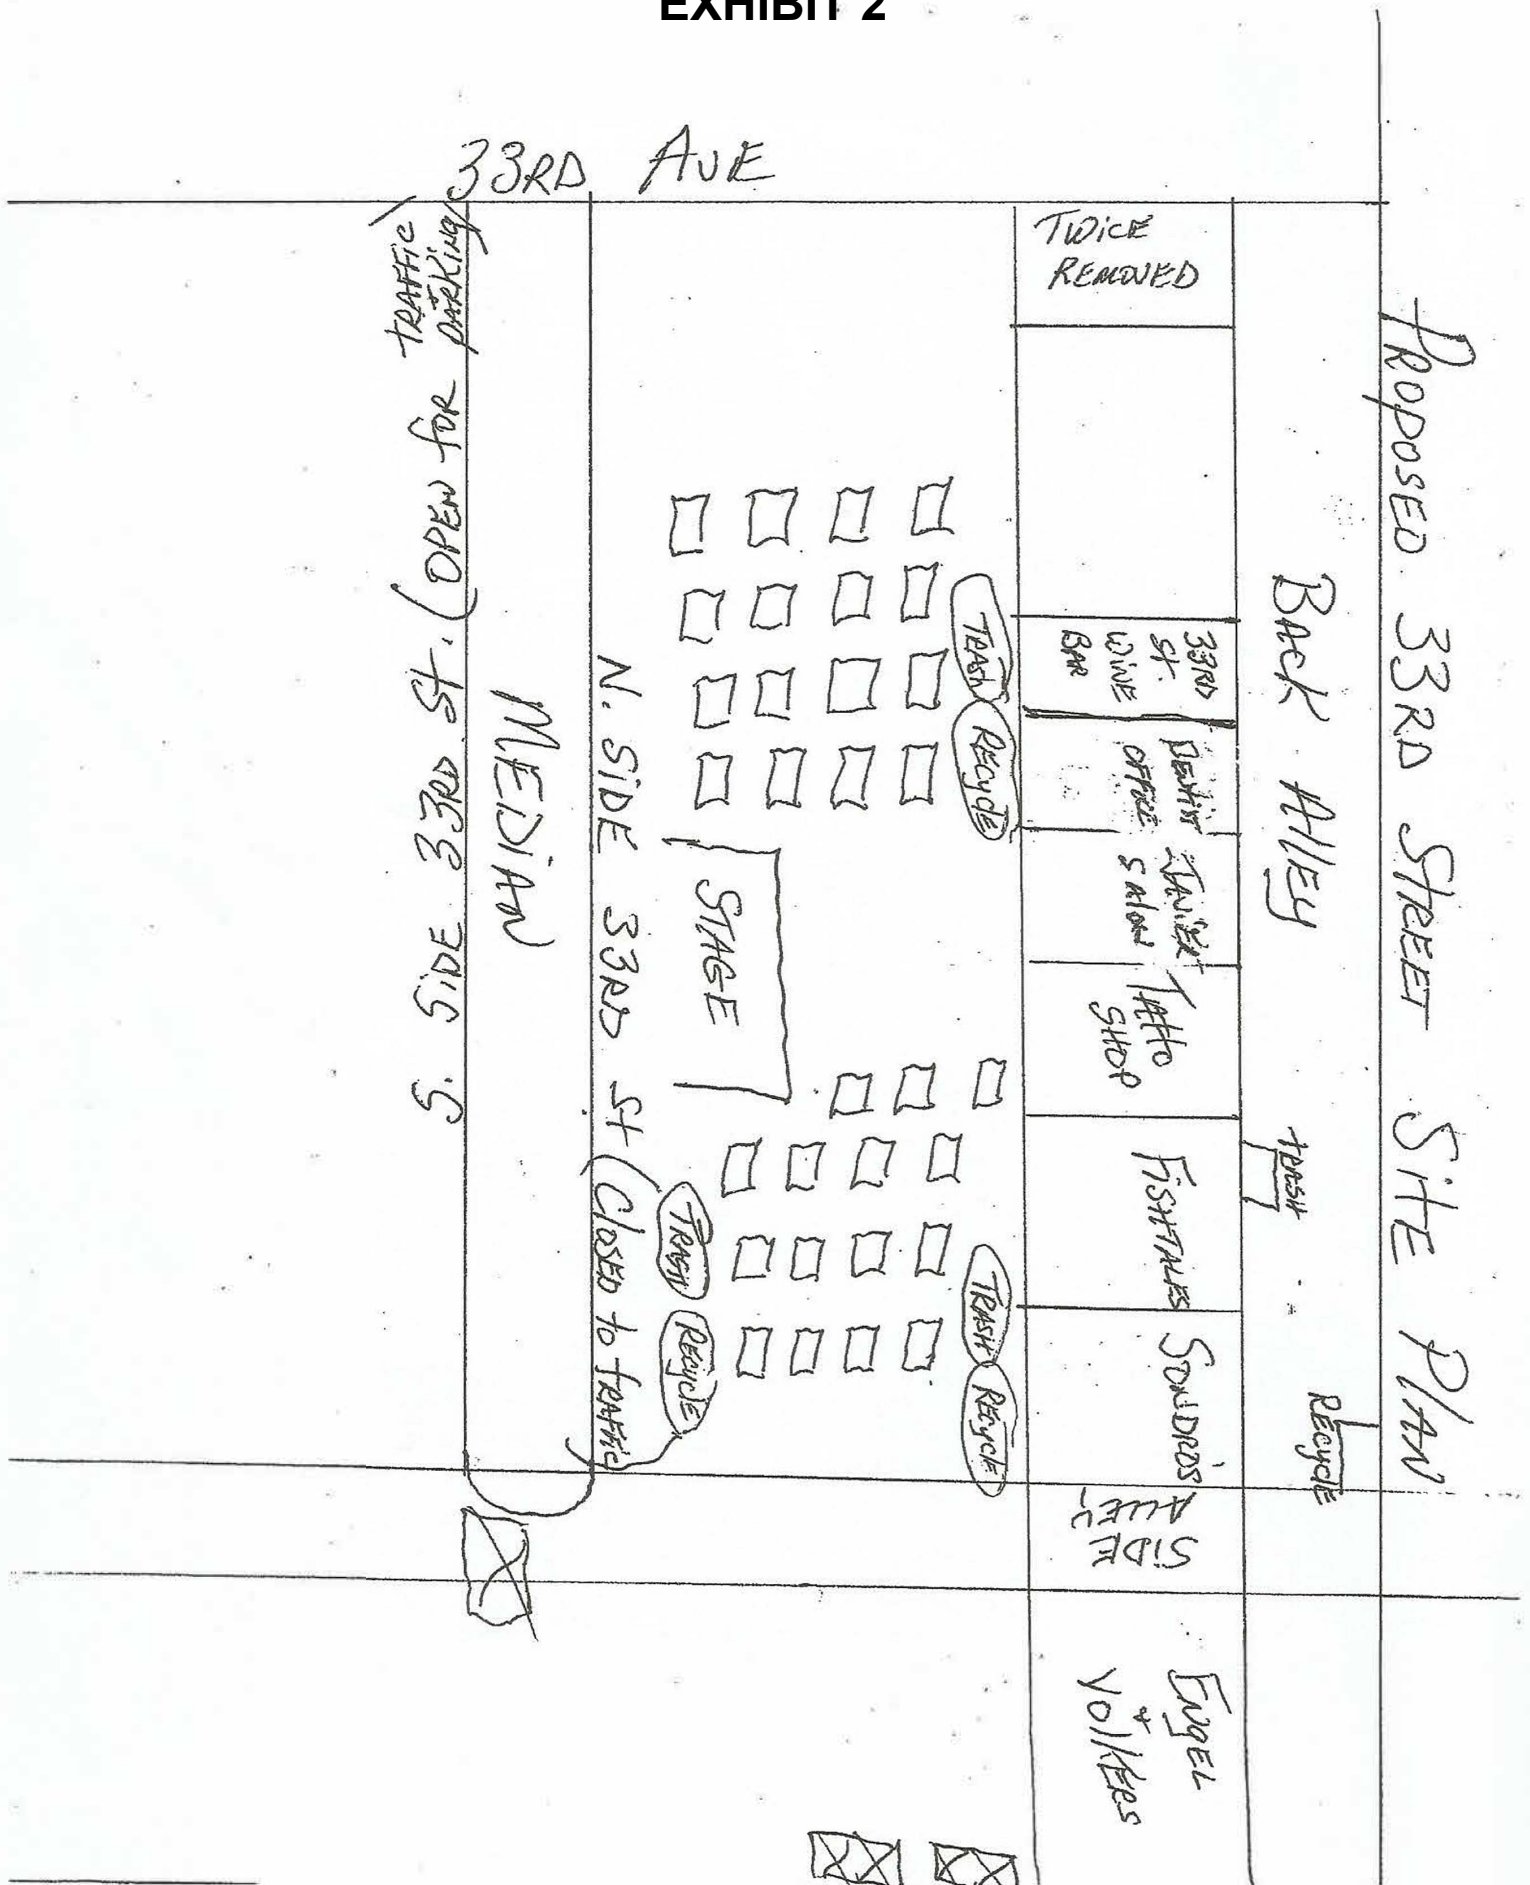 EXHIBIT 2
PROPOSED 33RD STREET SITE PLAN
33RD AVE
BACK AllEY
TRASH
RECYClE
TWiCE
REMOVED
33RD
St.
WiNE
BAR
DENtist
OFFiCE
JAViER
SAlON
TAttO
SHOP
FiSHTALES
SONDROS
SiDE
ALLEY
ENgEL
+
VOlKERS
TRASH
RECYClE
TRASH
RECYClE
STAGE
TRASH
RECYClE
N. SiDE 33RD St (ClOSED to tRAFFiC)
MEDiAN
S. SiDE 33RD St. (OPEN for
tRAFFiC
+
PARKiNg)